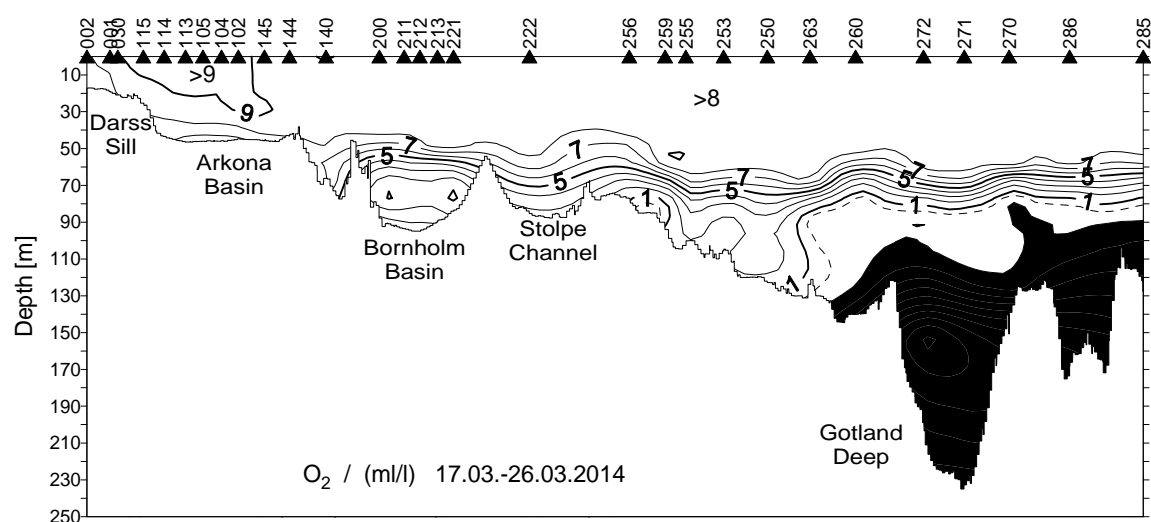 002 001 030 115 114 113 105 104 102 145 144 140 200 211 212 213 221 222 256 259 255 253 250 263 260 272 271 270 286 285
10
30
50
70
90
110
130
150
170
190
210
230
250
Depth [m]
>9
9
>8
Darss
Sill
Arkona
Basin
7
5
Bornholm
Basin
7
5
Stolpe
Channel
1
7
5
1
7
5
1
7
5
1
Gotland
Deep
O2 / (ml/l) 17.03.-26.03.2014